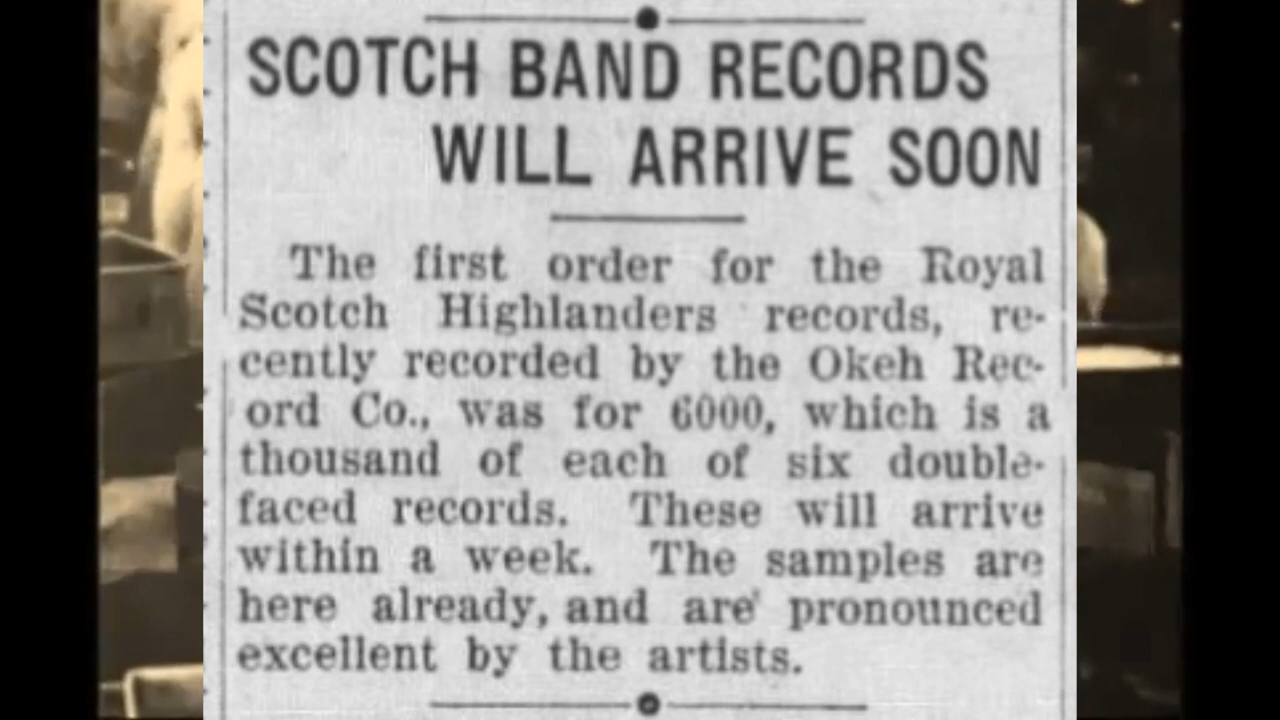 SCOTCH BAND RECORDS
WILL ARRIVE SOON
The first order for the Royal
Scotch Highlanders records, re-
cently recorded by the Okeh Rec-
ord Co., was for 6000, which is a
thousand of each of six double-
faced records. These will arrive
within a week. The samples are
here already, and are pronounced
excellent by the artists.